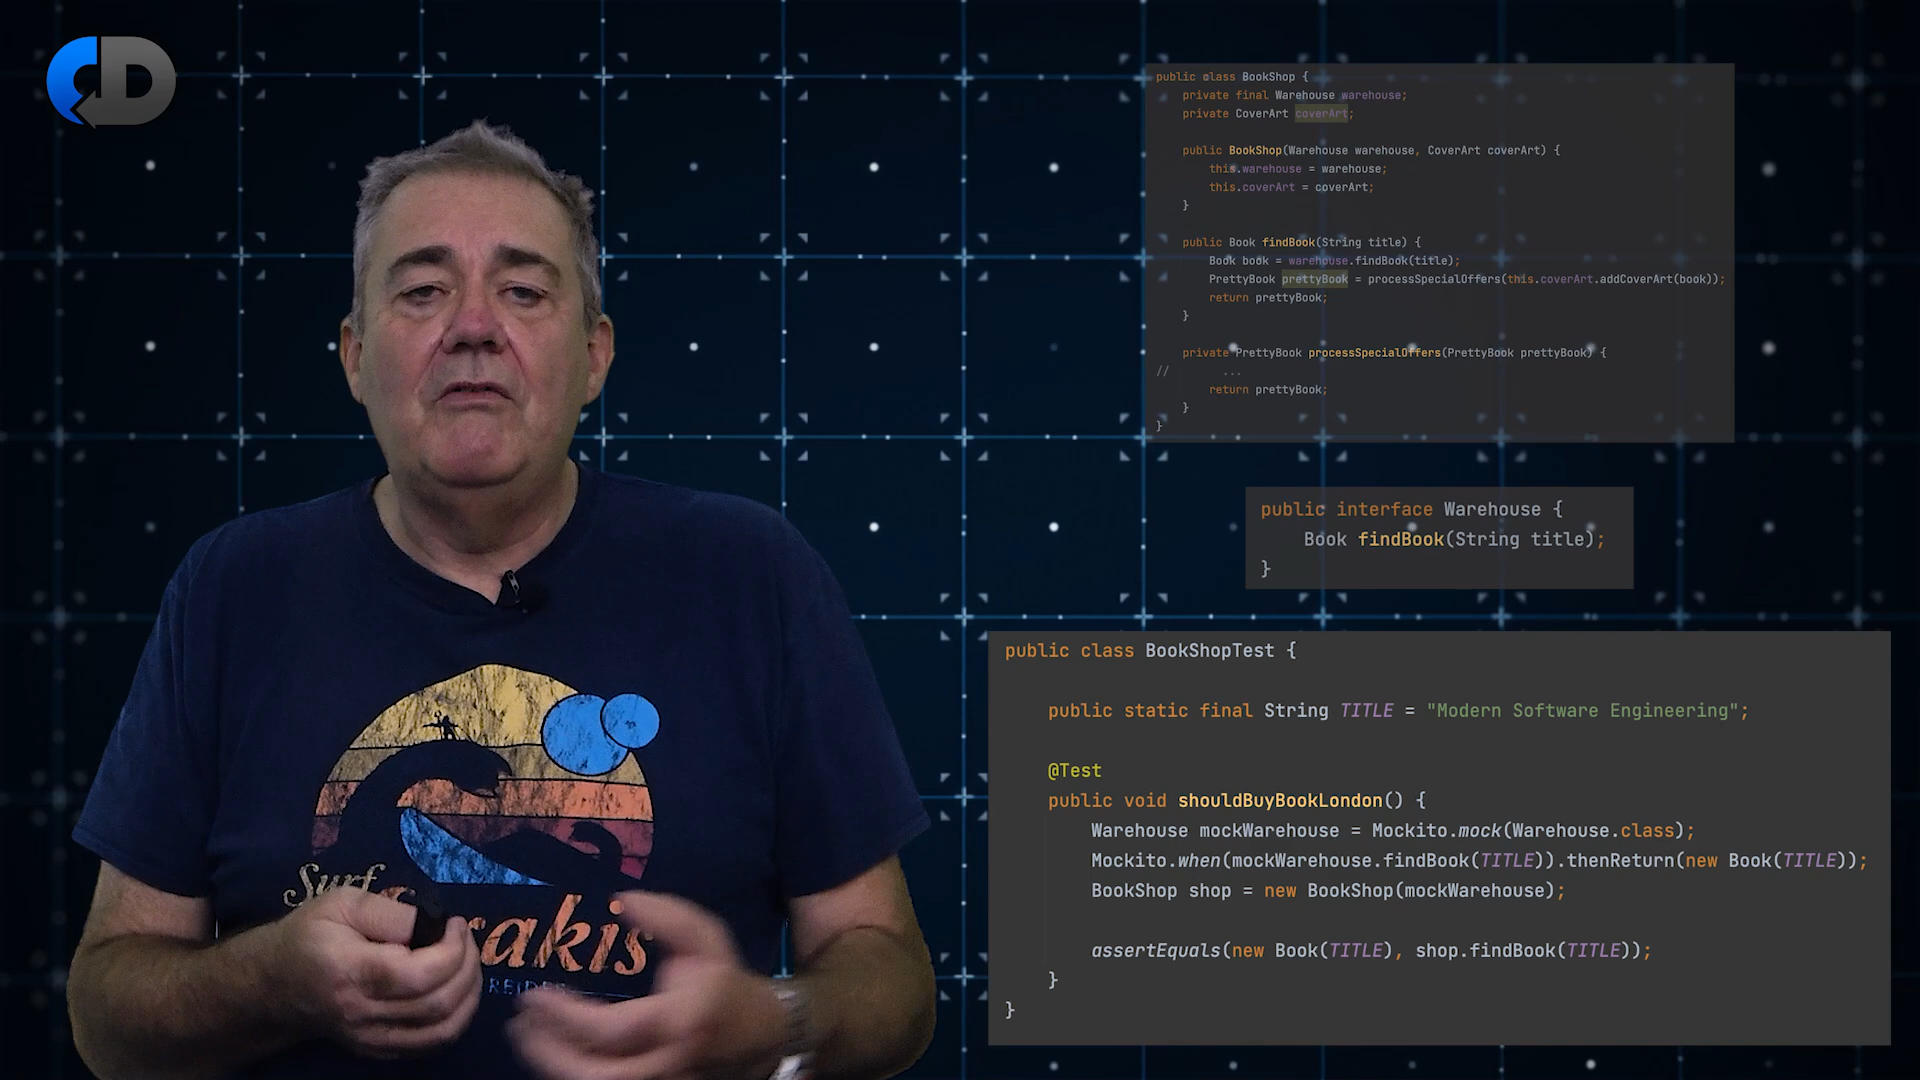 CD
public class BookShop {
private final Warehouse warehouse;
private CoverArt coverArt;
public BookShop(Warehouse warehouse, CoverArt coverArt) {
this.warehouse = warehouse;
this.coverArt = coverArt;
}
public Book findBook(String title) {
Book book = warehouse.findBook(title);
PrettyBook prettyBook = processSpecialOffers(this.coverArt.addCoverArt(book));
return prettyBook;
}
private PrettyBook processSpecialOffers(PrettyBook prettyBook) {
// ...
return prettyBook;
}
}
public interface Warehouse {
Book findBook(String title);
}
public class BookShopTest {
public static final String TITLE = "Modern Software Engineering";
@Test
public void shouldBuyBookLondon() {
Warehouse mockWarehouse = Mockito.mock(Warehouse.class);
Mockito.when(mockWarehouse.findBook(TITLE)).thenReturn(new Book(TITLE));
BookShop shop = new BookShop(mockWarehouse);
assertEquals(new Book(TITLE), shop.findBook(TITLE));
}
}
Surf